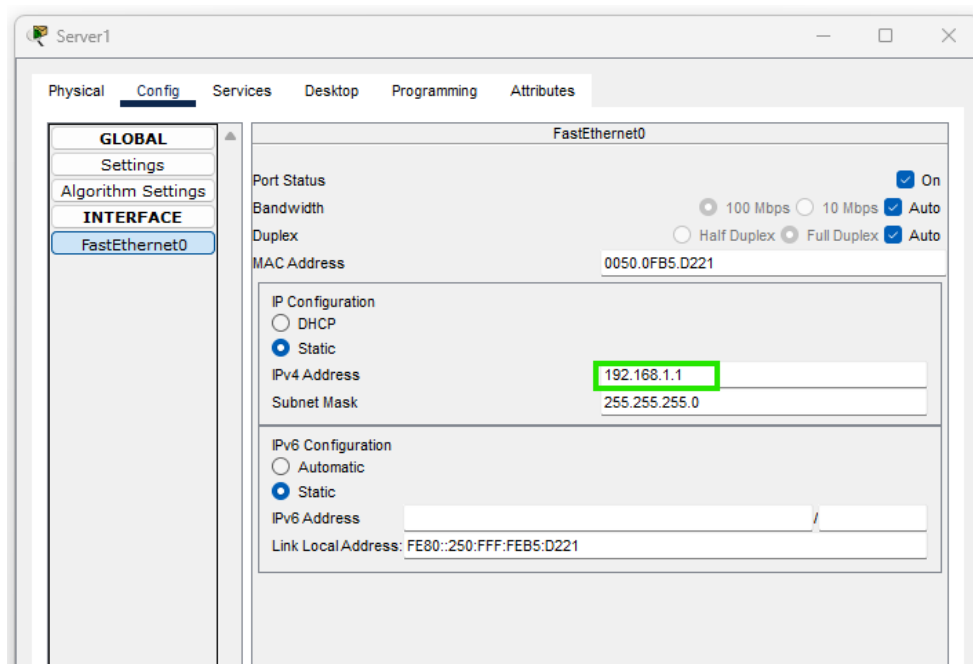 Server1
Physical Config Services Desktop Programming Attributes
GLOBAL
Settings
Algorithm Settings
INTERFACE
FastEthernet0
FastEthernet0
Port Status On
Bandwidth 100 Mbps 10 Mbps Auto
Duplex Half Duplex Full Duplex Auto
MAC Address 0050.0FB5.D221
IP Configuration
DHCP
Static
IPv4 Address 192.168.1.1
Subnet Mask 255.255.255.0
IPv6 Configuration
Automatic
Static
IPv6 Address /
Link Local Address: FE80::250:FFF:FEB5:D221